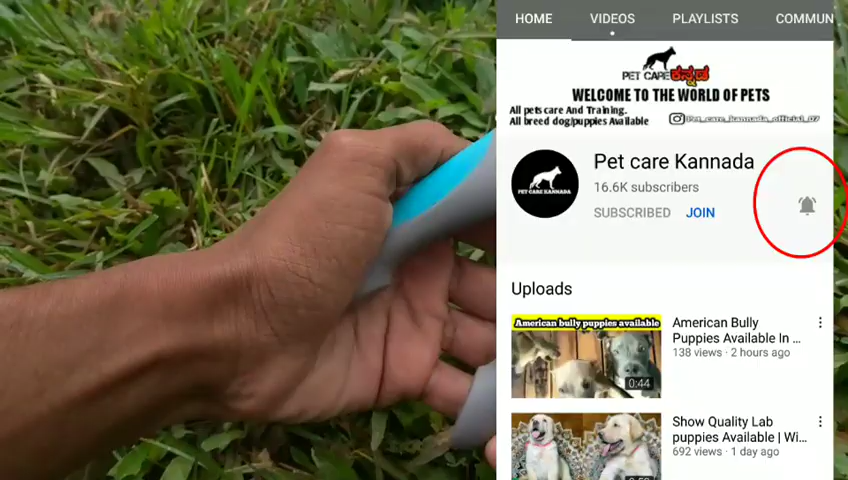 HOME VIDEOS PLAYLISTS COMMUN
PET CARE ಕನ್ನಡ
WELCOME TO THE WORLD OF PETS
All pets care And Training.
All breed dog/puppies Available
Pet_care_kannada_official_07
PET CARE KANNADA
Pet care Kannada
16.6K subscribers
SUBSCRIBED JOIN
Uploads
American bully puppies available
0:44
American Bully
Puppies Available In ...
138 views · 2 hours ago
Show Quality Lab
puppies Available | Wi...
692 views · 1 day ago